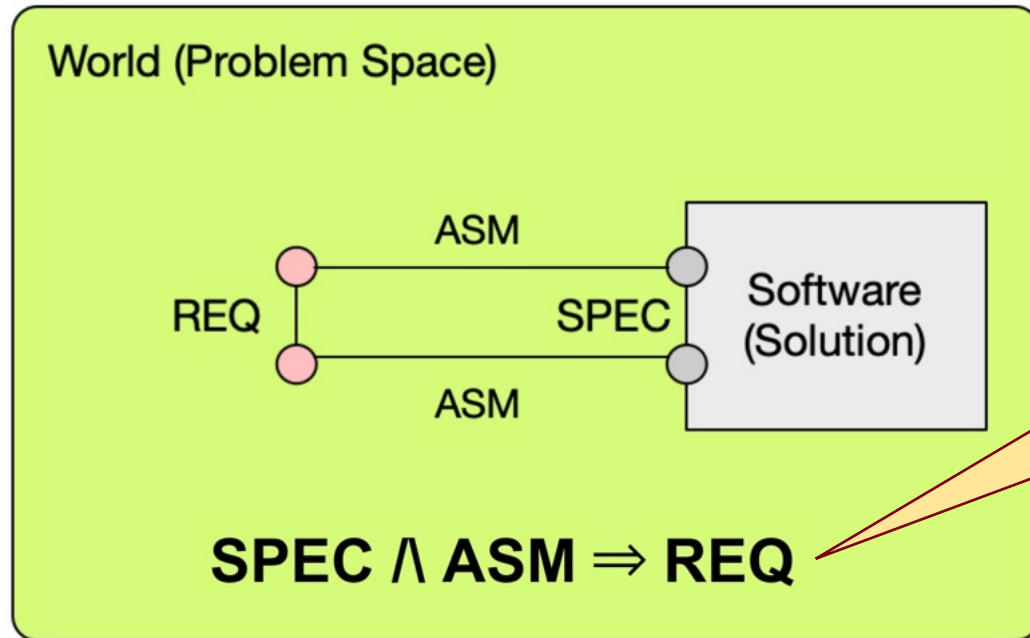 World (Problem Space)
ASM
REQ
SPEC
Software
(Solution)
ASM
SPEC /\ ASM ⇒ REQ